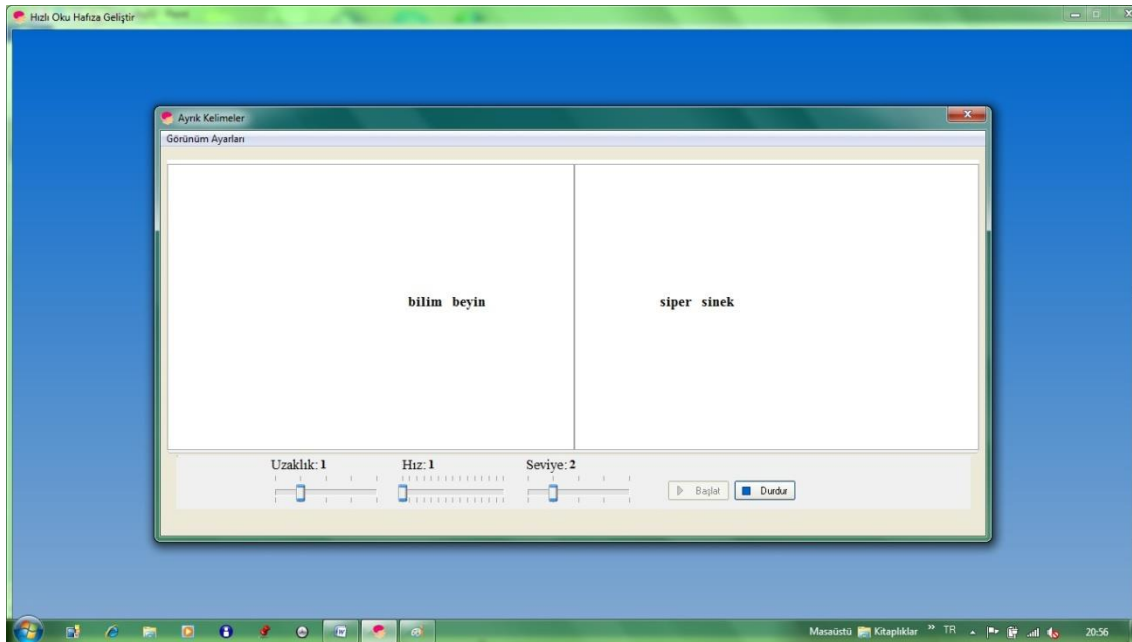 Hızlı Oku Hafıza Geliştir
Ayrık Kelimeler
Görünüm Ayarları
bilim beyin siper sinek
Uzaklık: 1 Hız: 1 Seviye: 2
Başlat Durdur
Masaüstü Kitaplıklar » TR 20:56